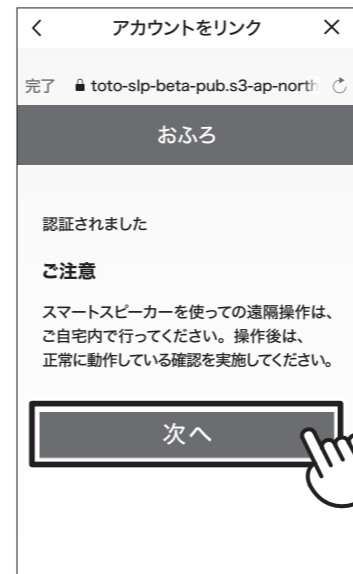 アカウントをリンク
完了 toto-slp-beta-pub.s3-ap-north
おふろ
認証されました
ご注意
スマートスピーカーを使っての遠隔操作は、
ご自宅内で行ってください。操作後は、
正常に動作している確認を実施してください。
次へ